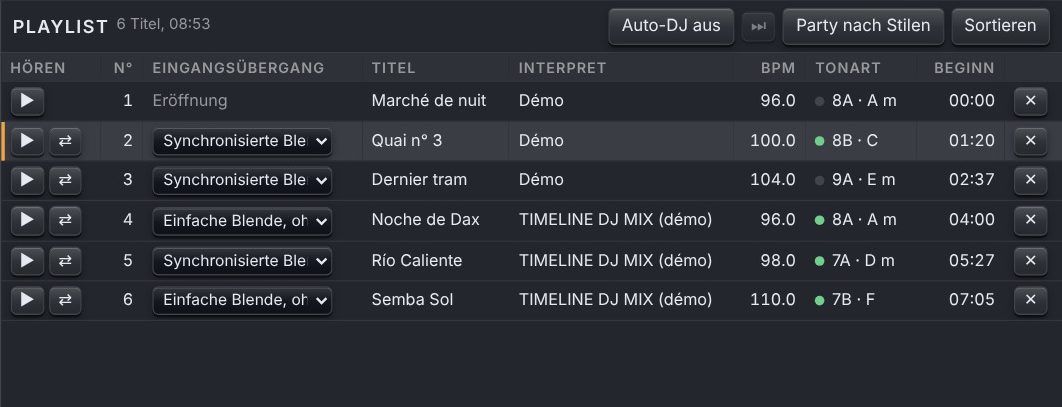 PLAYLIST 6 Titel, 08:53 Auto-DJ aus Party nach Stilen Sortieren
HÖREN N° EINGANGSÜBERGANG TITEL INTERPRET BPM TONART BEGINN
1 Eröffnung Marché de nuit Démo 96.0 8A · A m 00:00
2 Synchronisierte Ble Quai n° 3 Démo 100.0 8B · C 01:20
3 Synchronisierte Ble Dernier tram Démo 104.0 9A · E m 02:37
4 Einfache Blende, oh Noche de Dax TIMELINE DJ MIX (démo) 96.0 8A · A m 04:00
5 Synchronisierte Ble Río Caliente TIMELINE DJ MIX (démo) 98.0 7A · D m 05:27
6 Einfache Blende, oh Semba Sol TIMELINE DJ MIX (démo) 110.0 7B · F 07:05